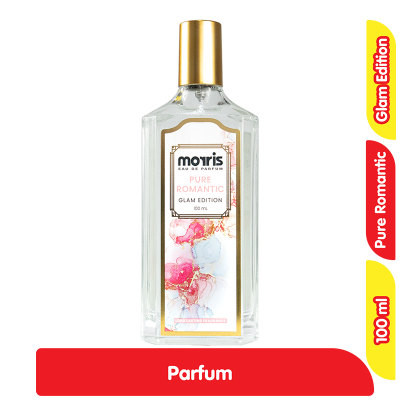 morris
EAU DE PARFUM
PURE
ROMANTIC
GLAM EDITION
100 mL
Glam Edition
Pure Romantic
100 ml
Parfum